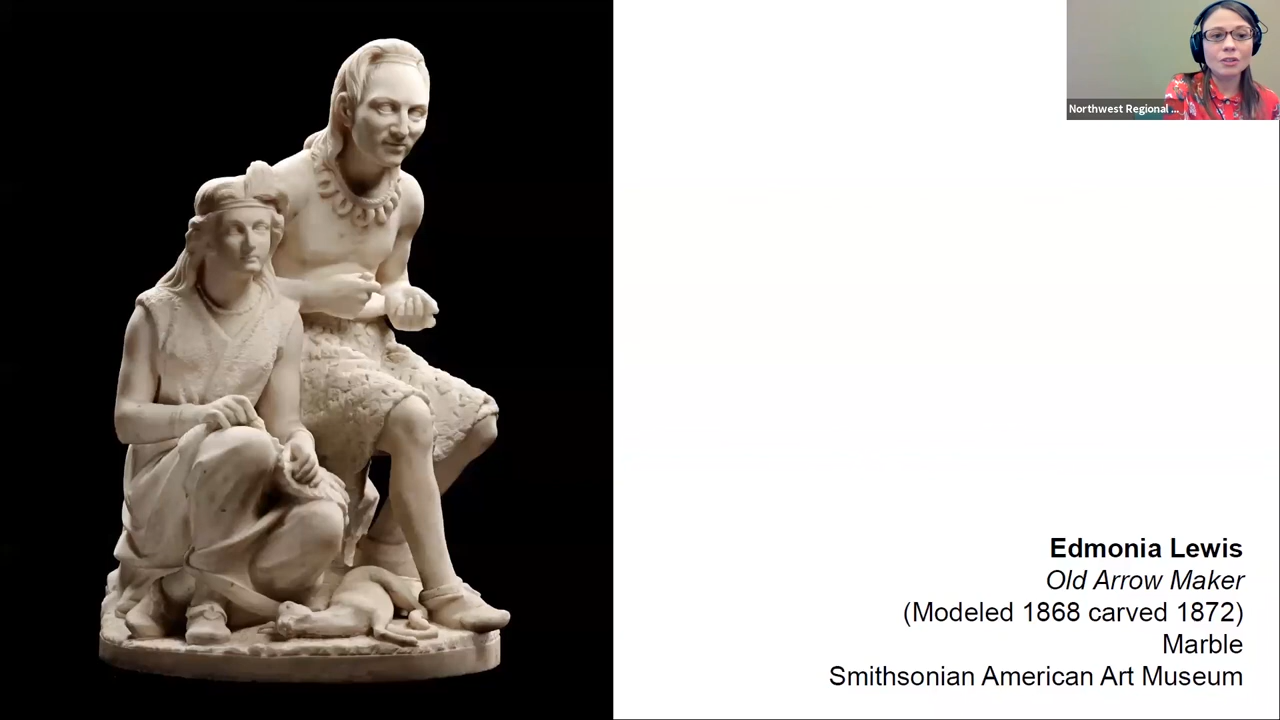 Northwest Regional ...
Edmonia Lewis
Old Arrow Maker
(Modeled 1868 carved 1872)
Marble
Smithsonian American Art Museum